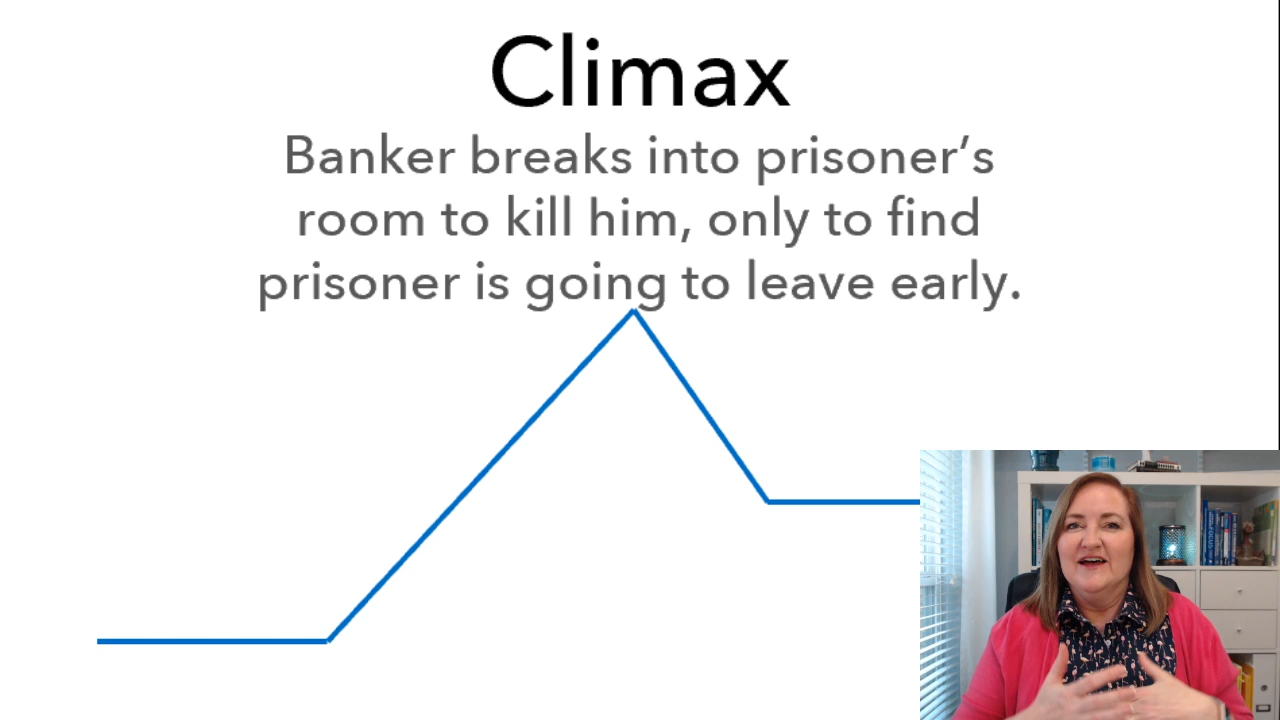 Climax
Banker breaks into prisoner’s
room to kill him, only to find
prisoner is going to leave early.